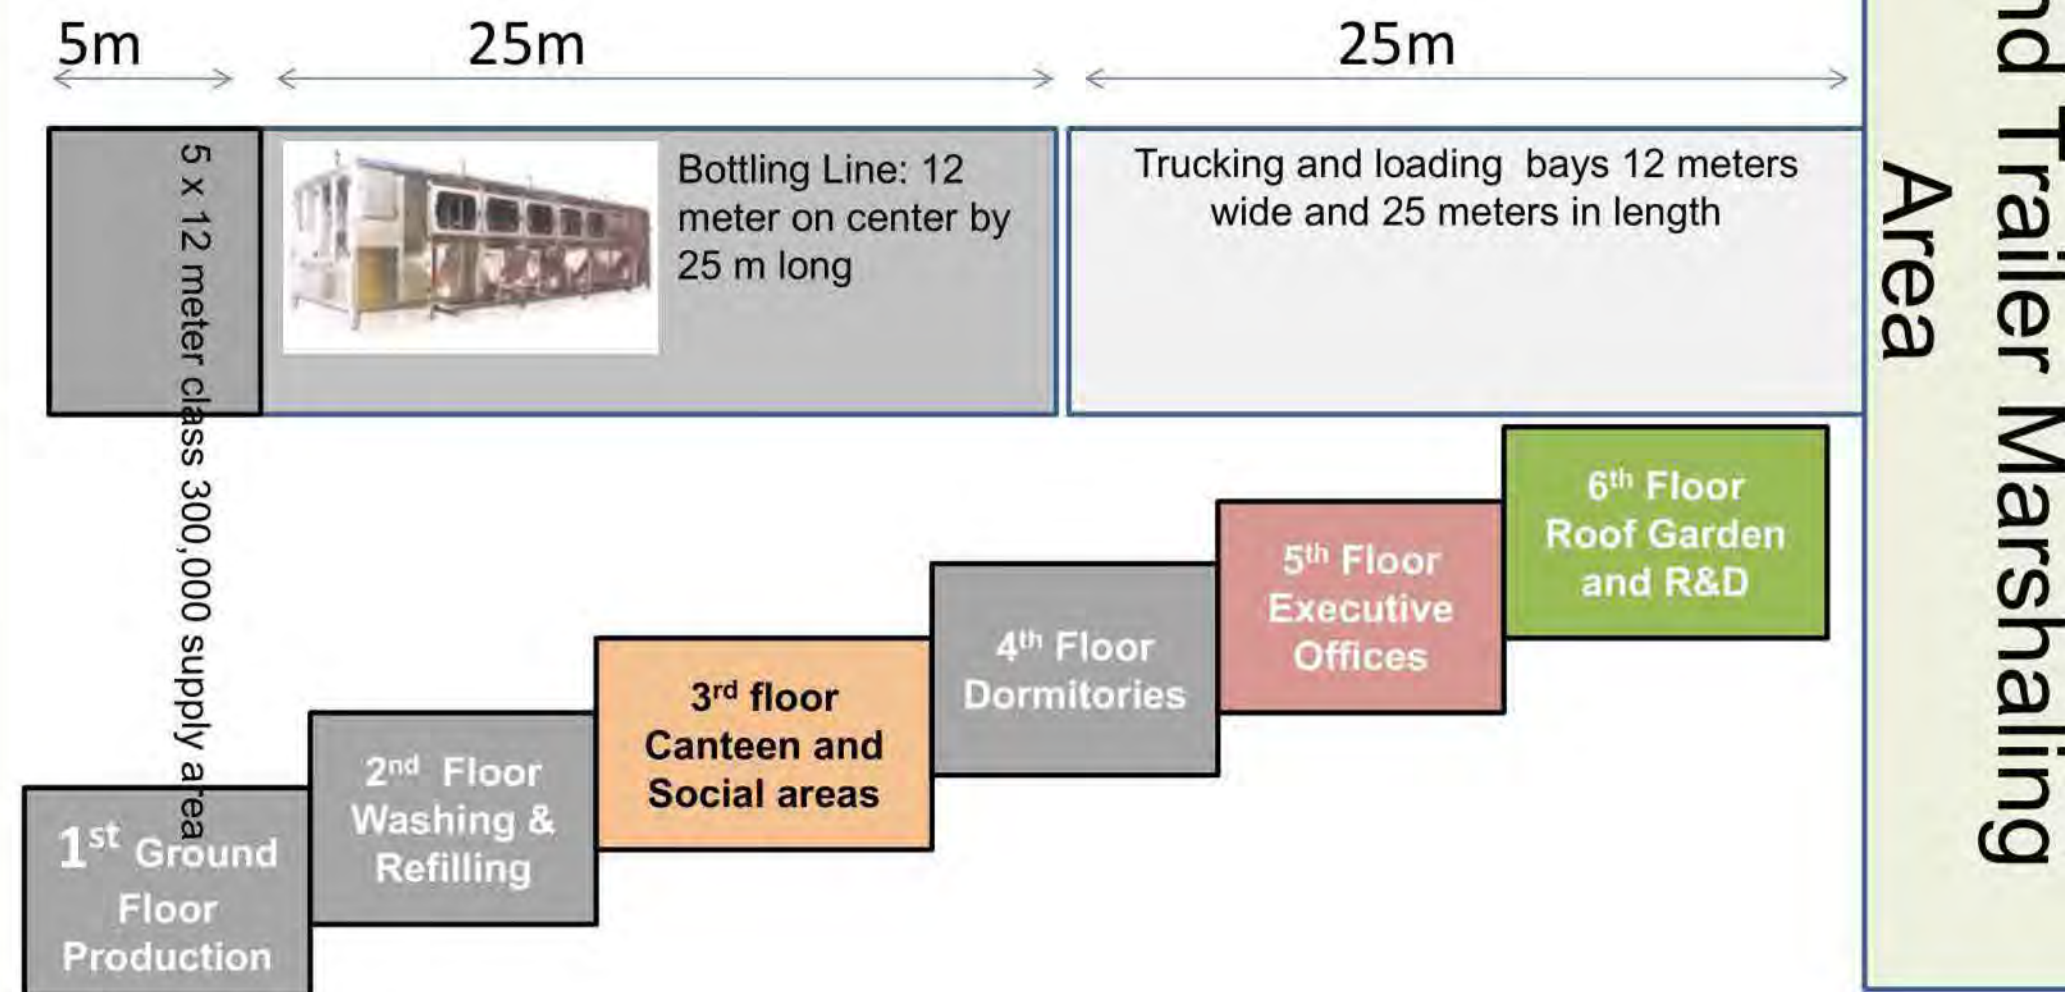 5m
25m
25m
5 x 12 meter class 300,000 supply area
Bottling Line: 12
meter on center by
25 m long
Trucking and loading bays 12 meters
wide and 25 meters in length
Trailer Marshaling
Area
1st Ground
Floor
Production
2nd Floor
Washing &
Refilling
3rd floor
Canteen and
Social areas
4th Floor
Dormitories
5th Floor
Executive
Offices
6th Floor
Roof Garden
and R&D